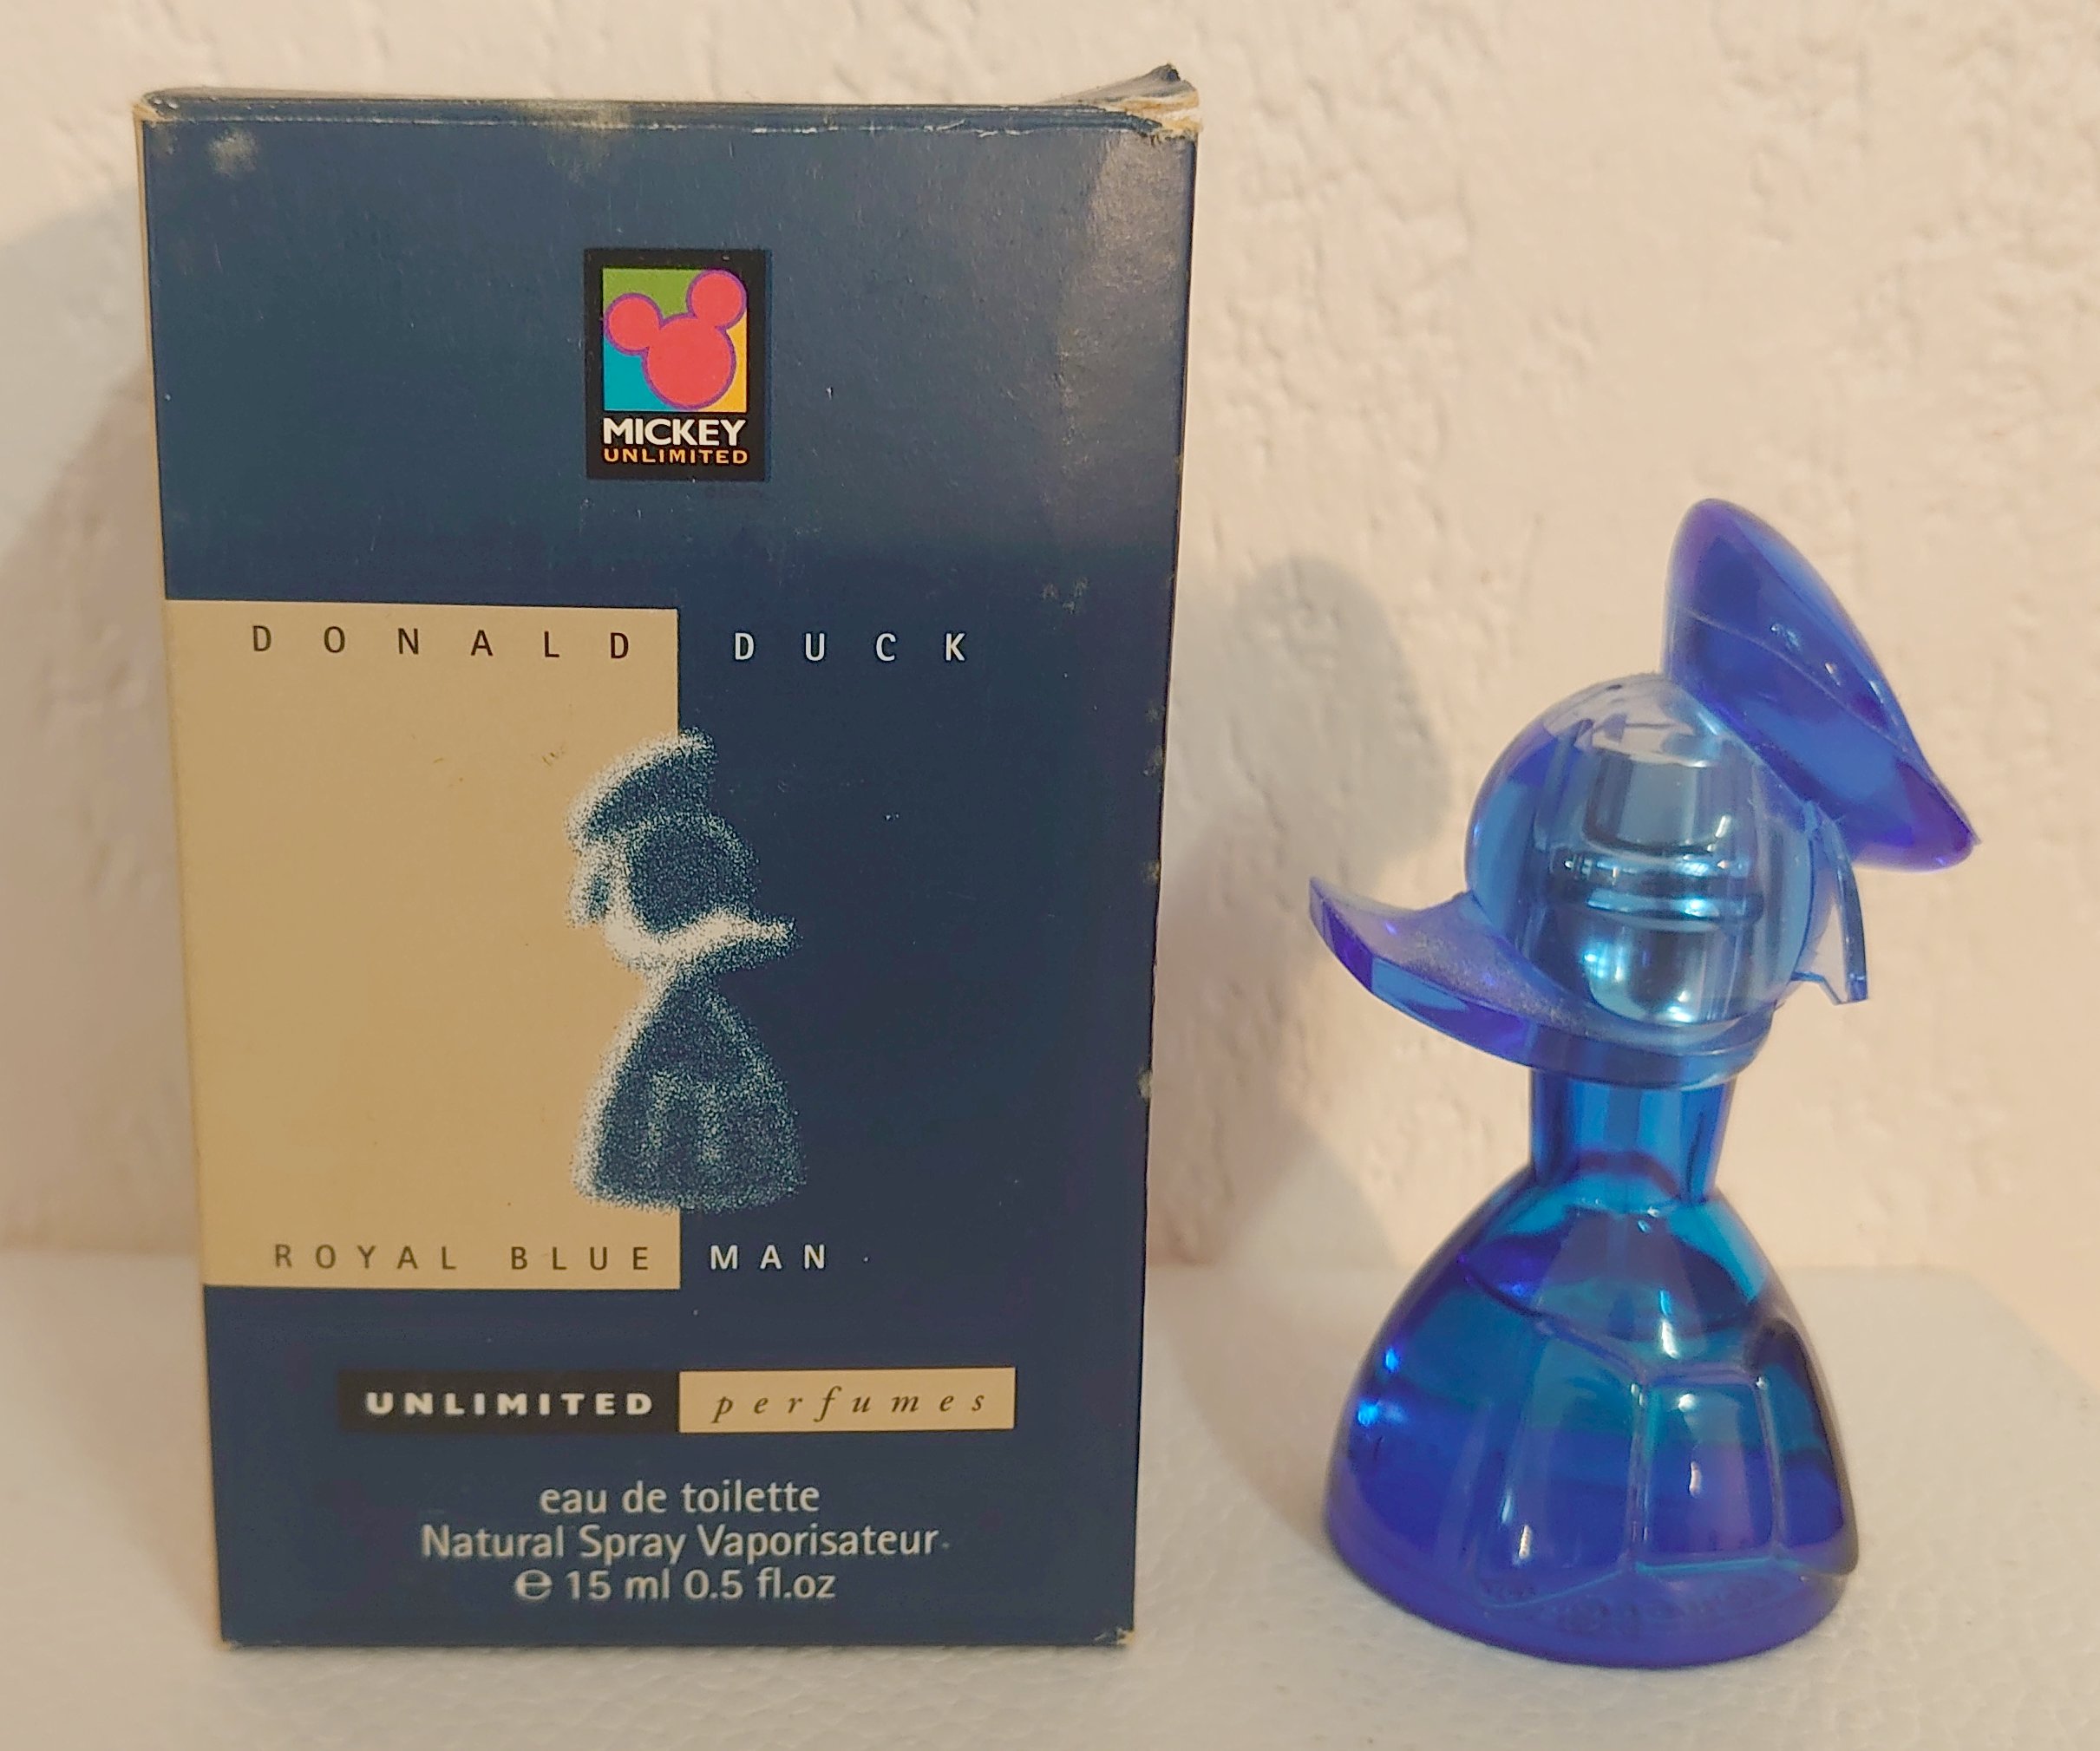 MICKEY
UNLIMITED
DONALD DUCK
ROYAL BLUE MAN
UNLIMITED perfumes
eau de toilette
Natural Spray Vaporisateur
℮ 15 ml 0.5 fl.oz